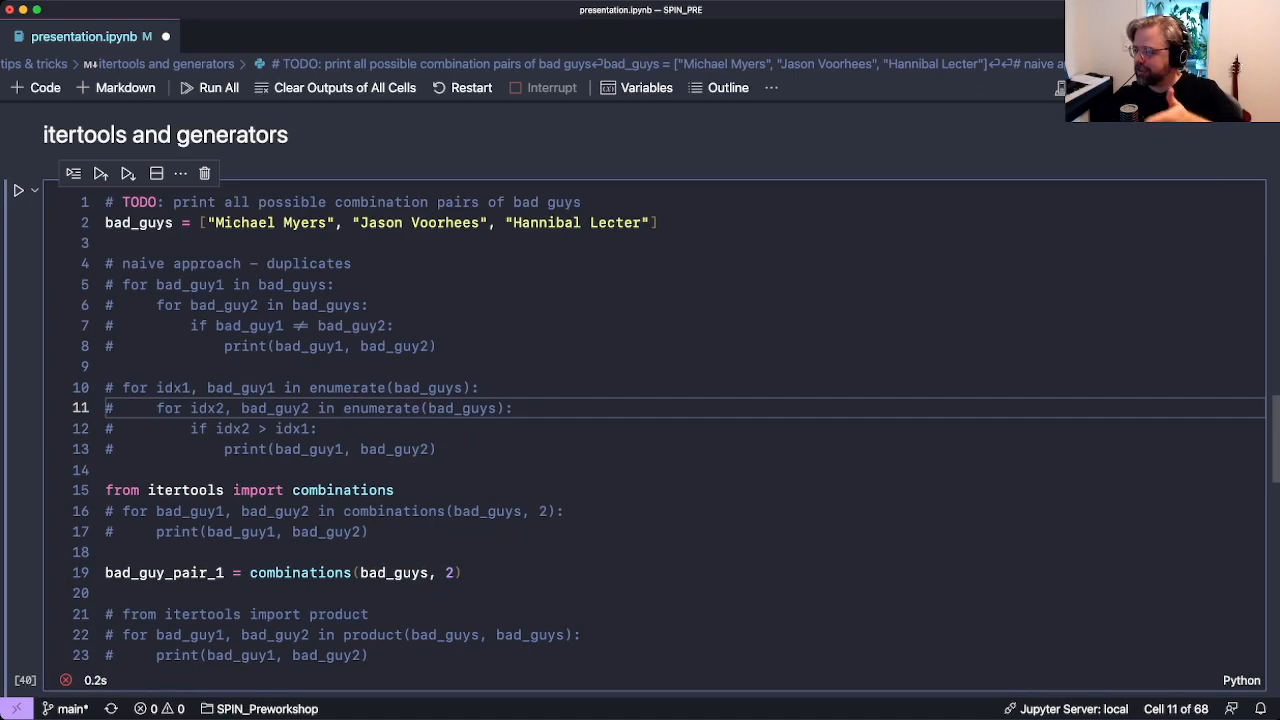 presentation.ipynb — SPIN_PRE
presentation.ipynb M
tips & tricks > M↓itertools and generators > # TODO: print all possible combination pairs of bad guys↵bad_guys = ["Michael Myers", "Jason Voorhees", "Hannibal Lecter"]↵↵# naive a
+ Code + Markdown Run All Clear Outputs of All Cells Restart Interrupt Variables Outline ...
itertools and generators
1 # TODO: print all possible combination pairs of bad guys
2 bad_guys = ["Michael Myers", "Jason Voorhees", "Hannibal Lecter"]
3
4 # naive approach – duplicates
5 # for bad_guy1 in bad_guys:
6 #     for bad_guy2 in bad_guys:
7 #         if bad_guy1 ≠ bad_guy2:
8 #             print(bad_guy1, bad_guy2)
9
10 # for idx1, bad_guy1 in enumerate(bad_guys):
11 #     for idx2, bad_guy2 in enumerate(bad_guys):
12 #         if idx2 > idx1:
13 #             print(bad_guy1, bad_guy2)
14
15 from itertools import combinations
16 # for bad_guy1, bad_guy2 in combinations(bad_guys, 2):
17 #     print(bad_guy1, bad_guy2)
18
19 bad_guy_pair_1 = combinations(bad_guys, 2)
20
21 # from itertools import product
22 # for bad_guy1, bad_guy2 in product(bad_guys, bad_guys):
23 #     print(bad_guy1, bad_guy2)
[40] 0.2s Python
main* 0 0 SPIN_Preworkshop Jupyter Server: local Cell 11 of 68